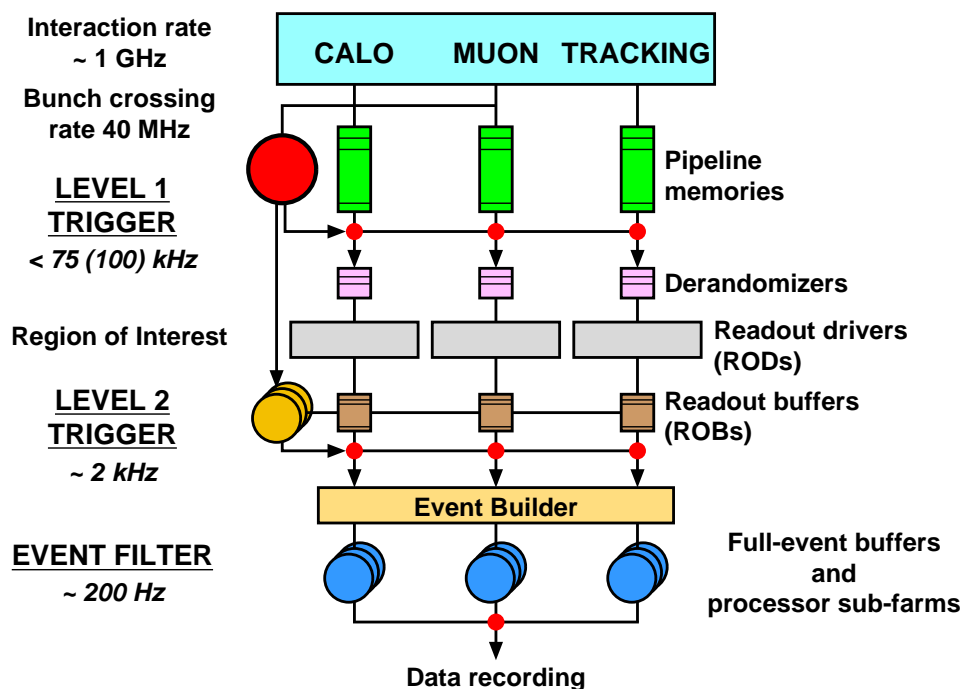 Interaction rate
~ 1 GHz
CALO MUON TRACKING
Bunch crossing
rate 40 MHz
Pipeline
memories
LEVEL 1
TRIGGER
< 75 (100) kHz
Derandomizers
Region of Interest
Readout drivers
(RODs)
LEVEL 2
TRIGGER
~ 2 kHz
Readout buffers
(ROBs)
Event Builder
EVENT FILTER
~ 200 Hz
Full-event buffers
and
processor sub-farms
Data recording